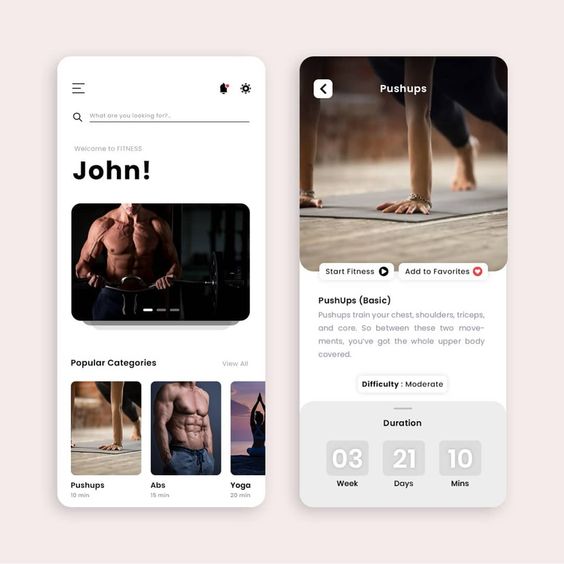 What are you looking for?..
Welcome to FITNESS
John!
Popular Categories
View All
Pushups
10 min
Abs
15 min
Yoga
20 min
Pushups
Start Fitness
Add to Favorites
PushUps (Basic)
Pushups train your chest, shoulders, triceps,
and core. So between these two move-
ments, you've got the whole upper body
covered.
Difficulty : Moderate
Duration
03
21
10
Week
Days
Mins